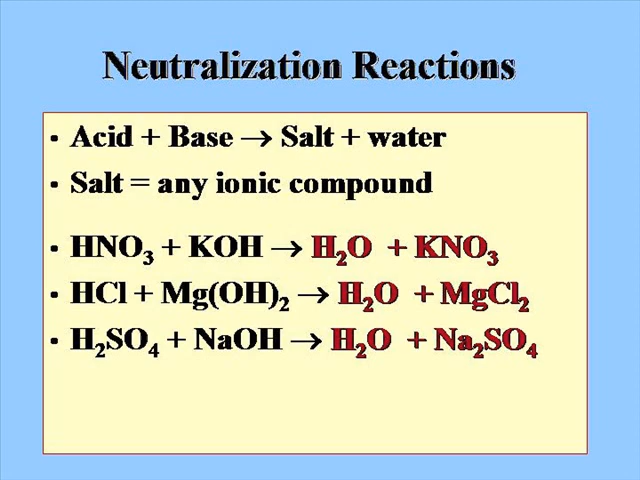 Neutralization Reactions
• Acid + Base → Salt + water
• Salt = any ionic compound
• HNO₃ + KOH → H₂O + KNO₃
• HCl + Mg(OH)₂ → H₂O + MgCl₂
• H₂SO₄ + NaOH → H₂O + Na₂SO₄